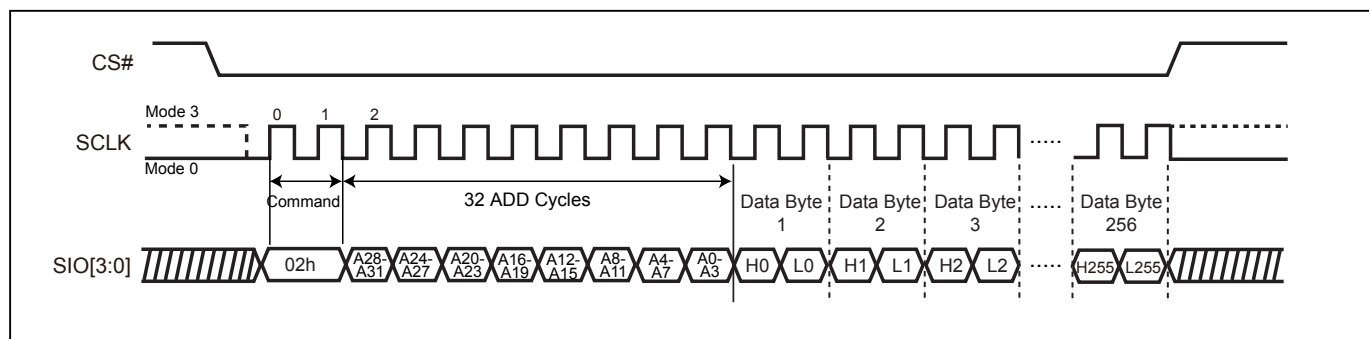 CS#
Mode 3
0 1 2
SCLK
Mode 0
.....
Command
32 ADD Cycles
Data Byte 1
Data Byte 2
Data Byte 3
.....
Data Byte 256
SIO[3:0]
02h
A28-A31
A24-A27
A20-A23
A16-A19
A12-A15
A8-A11
A4-A7
A0-A3
H0 L0 H1 L1 H2 L2 ..... H255 L255